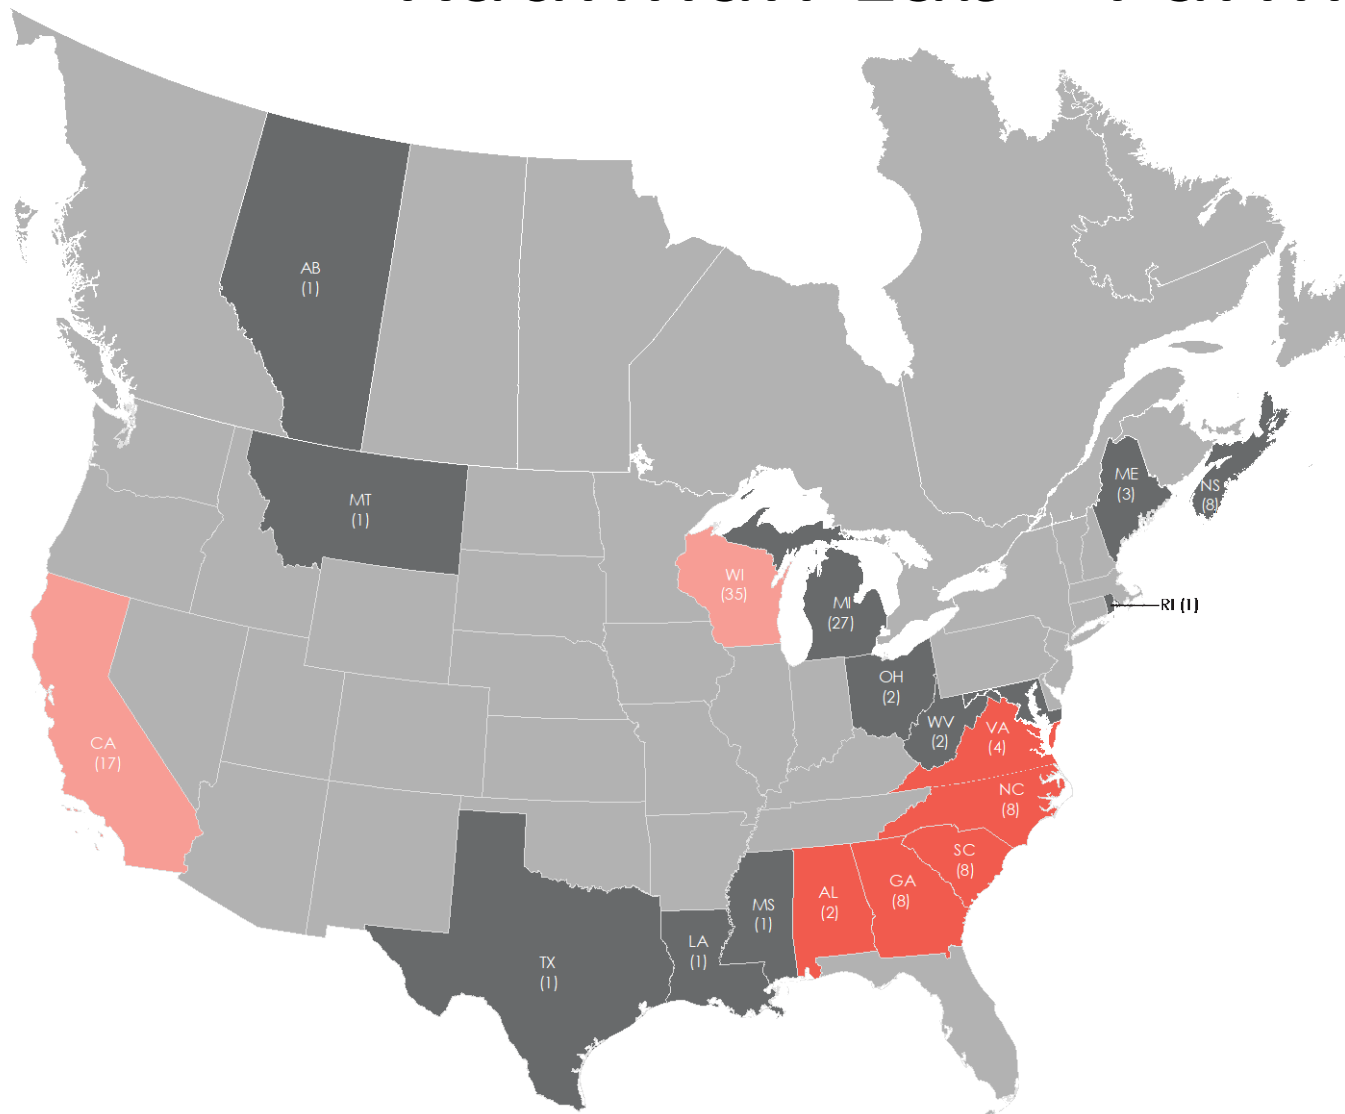 AB
(1)
MT
(1)
ME
(3)
NS
(8)
WI
(35)
MI
(27)
RI (1)
OH
(2)
WV
(2)
VA
(4)
CA
(17)
NC
(8)
SC
(8)
GA
(8)
AL
(2)
MS
(1)
LA
(1)
TX
(1)